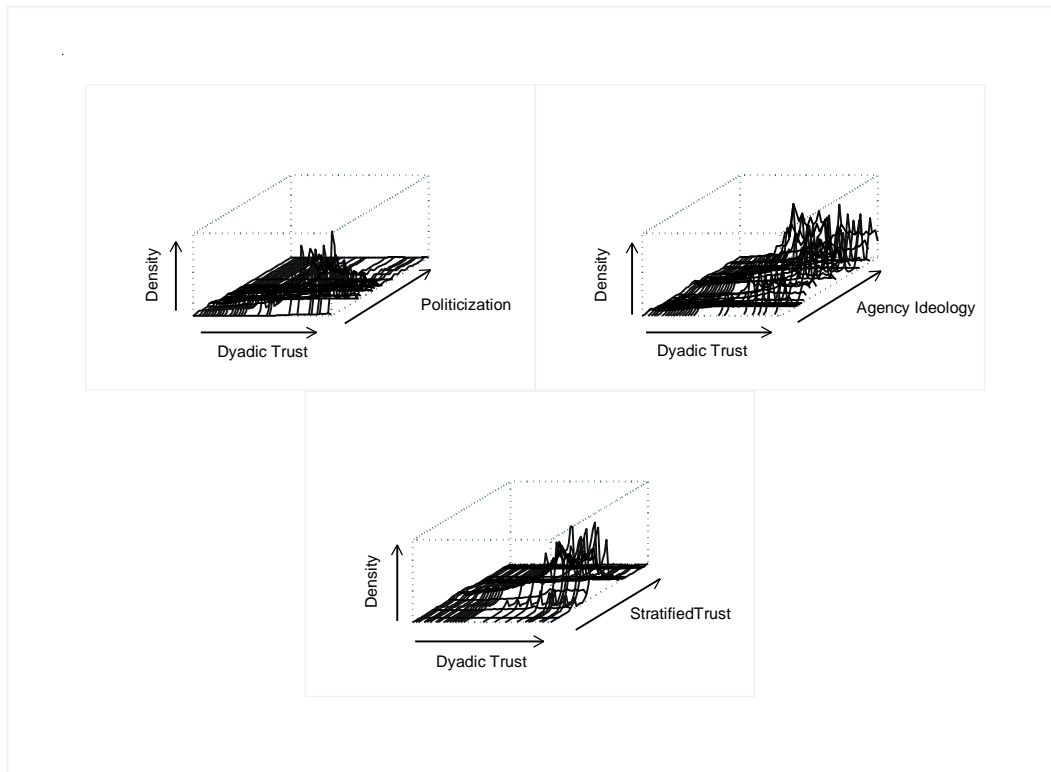 Density
Politicization
Dyadic Trust
Density
Agency Ideology
Dyadic Trust
Density
StratifiedTrust
Dyadic Trust